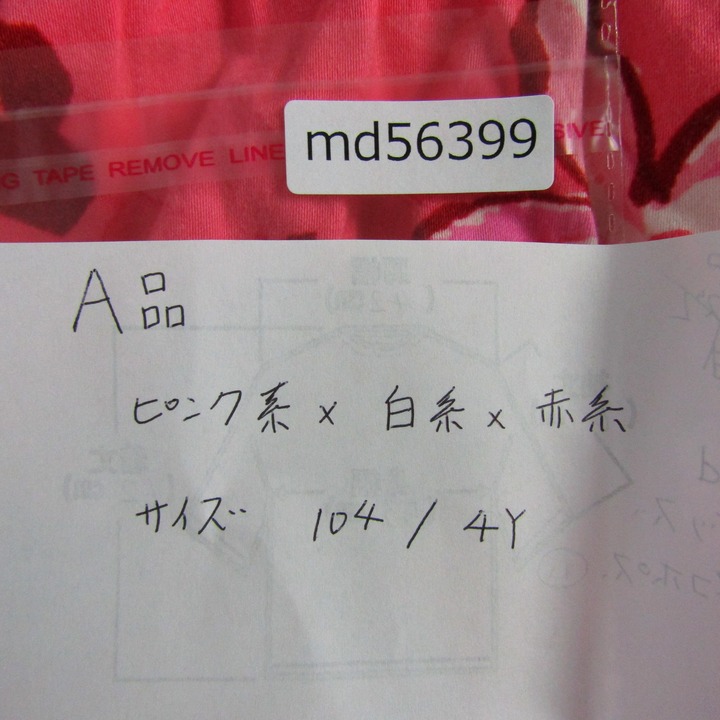 md56399
G TAPE REMOVE LINE
SIVE
A品
ピンク系 x 白系 x 赤系
サイズ 104 / 4Y